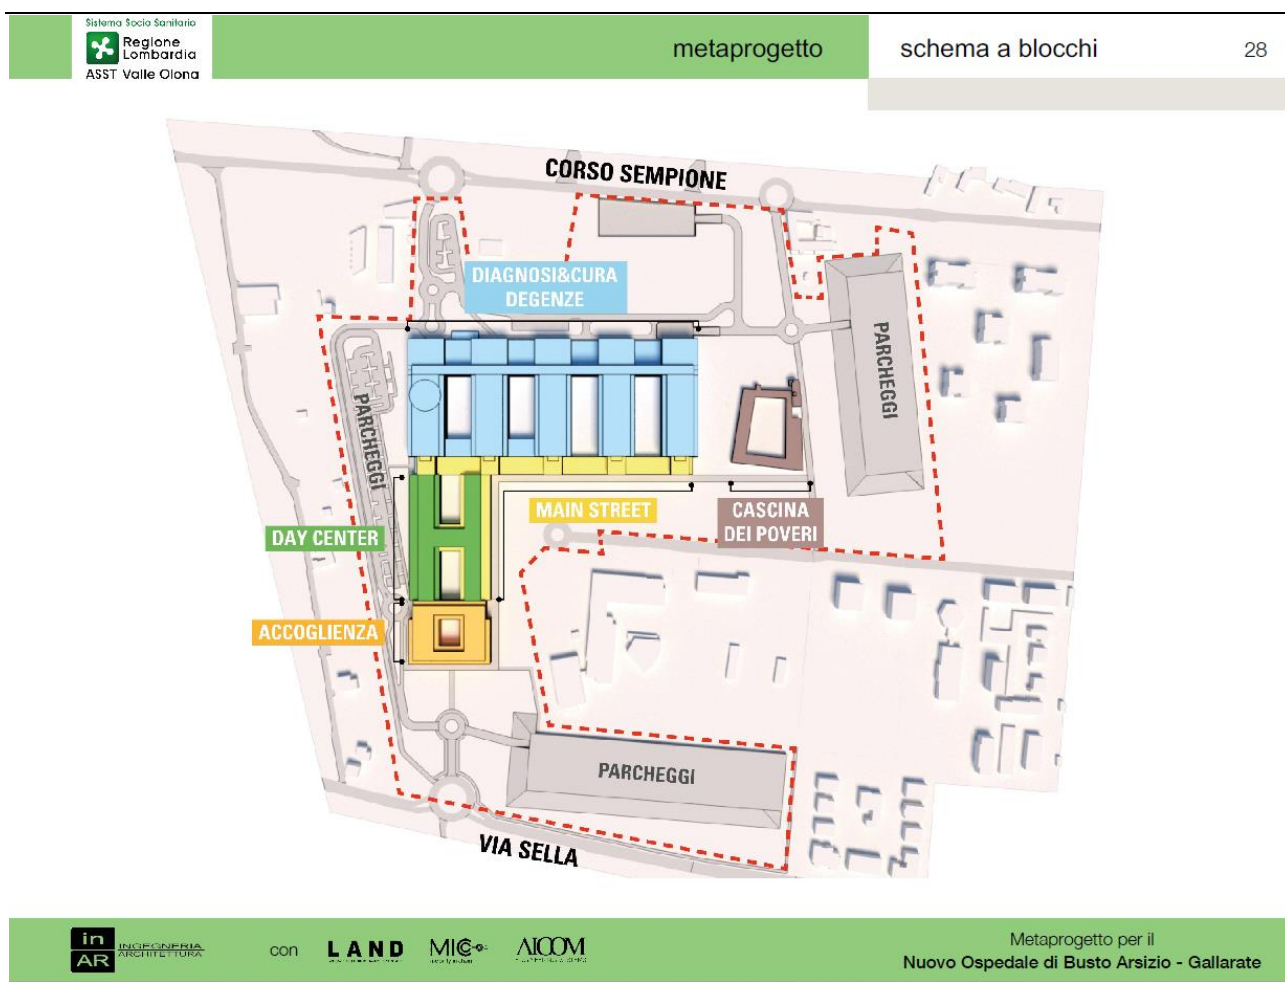 Sistema Socio Sanitario
Regione
Lombardia
ASST Valle Olona
metaprogetto
schema a blocchi
28
CORSO SEMPIONE
DIAGNOSI&CURA
DEGENZE
PARCHEGGI
PARCHEGGI
MAIN STREET
CASCINA
DEI POVERI
DAY CENTER
ACCOGLIENZA
PARCHEGGI
VIA SELLA
in
AR
INGEGNERIA
ARCHITETTURA
con
LAND
AICOM
Metaprogetto per il
Nuovo Ospedale di Busto Arsizio - Gallarate